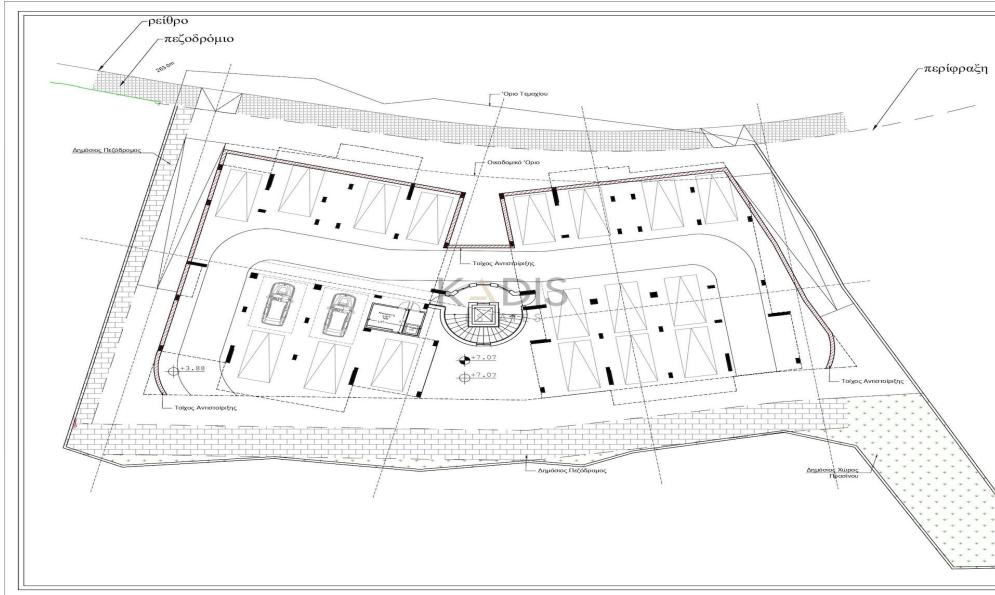 ρείθρο
πεζοδρόμιο
περίφραξη
Όριο Τεμαχίου
Δημόσιος Πεζόδρομος
Οικοδομικό Όριο
Τοίχος Αντιστοίριξης
KADIS
+7.07
+7.07
+3.88
Τοίχος Αντιστοίριξης
Τοίχος Αντιστοίριξης
Δημόσιος Πεζόδρομος
Δημόσιος Χώρος
Πρασίνου